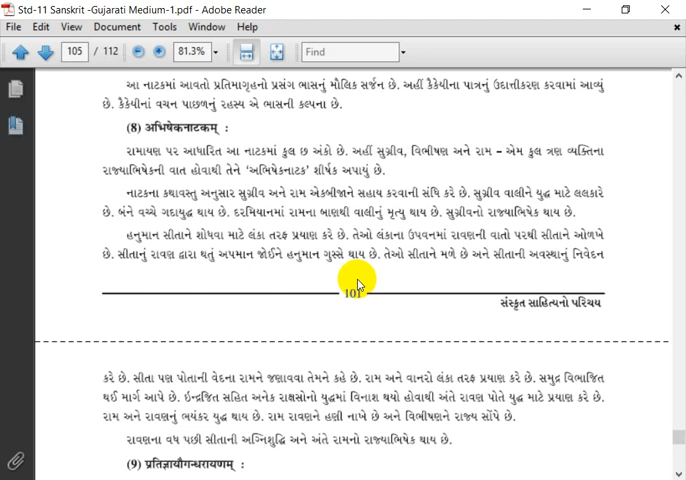 Std-11 Sanskrit -Gujarati Medium-1.pdf - Adobe Reader
File Edit View Document Tools Window Help
105 / 112 81.3% Find
આ નાટકમાં આવતો પ્રતિમાગૃહનો પ્રસંગ ભાસનું મૌલિક સર્જન છે. અહીં કૈકેયીના પાત્રનું ઉદાત્તીકરણ કરવામાં આવ્યું
છે. કૈકેયીનાં વચન પાછળનું રહસ્ય એ ભાસની કલ્પના છે.
(8) अभिषेकनाटकम् :
રામાયણ પર આધારિત આ નાટકમાં કુલ છ અંકો છે. અહીં સુગ્રીવ, વિભીષણ અને રામ – એમ કુલ ત્રણ વ્યક્તિના
રાજ્યાભિષેકની વાત હોવાથી તેને ‘અભિષેકનાટક’ શીર્ષક અપાયું છે.
નાટકના કથાવસ્તુ અનુસાર સુગ્રીવ અને રામ એકબીજાને સહાય કરવાની સંધિ કરે છે. સુગ્રીવ વાલીને યુદ્ધ માટે લલકારે
છે. બંને વચ્ચે ગદાયુદ્ધ થાય છે. દરમિયાનમાં રામના બાણથી વાલીનું મૃત્યુ થાય છે. સુગ્રીવનો રાજ્યાભિષેક થાય છે.
હનુમાન સીતાને શોધવા માટે લંકા તરફ પ્રયાણ કરે છે. તેઓ લંકાના ઉપવનમાં રાવણની વાતો પરથી સીતાને ઓળખે
છે. સીતાનું રાવણ દ્વારા થતું અપમાન જોઈને હનુમાન ગુસ્સે થાય છે. તેઓ સીતાને મળે છે અને સીતાની અવસ્થાનું નિવેદન
101
સંસ્કૃત સાહિત્યનો પરિચય
કરે છે. સીતા પણ પોતાની વેદના રામને જણાવવા તેમને કહે છે. રામ અને વાનરો લંકા તરફ પ્રયાણ કરે છે. સમુદ્ર વિભાજિત
થઈ માર્ગ આપે છે. ઇન્દ્રજિત સહિત અનેક રાક્ષસોનો યુદ્ધમાં વિનાશ થયો હોવાથી અંતે રાવણ પોતે યુદ્ધ માટે પ્રયાણ કરે છે.
રામ અને રાવણનું ભયંકર યુદ્ધ થાય છે. રામ રાવણને હણી નાખે છે અને વિભીષણને રાજ્ય સોંપે છે.
રાવણના વધ પછી સીતાની અગ્નિશુદ્ધિ અને અંતે રામનો રાજ્યાભિષેક થાય છે.
(9) प्रतिज्ञायौगन्धरायणम् :